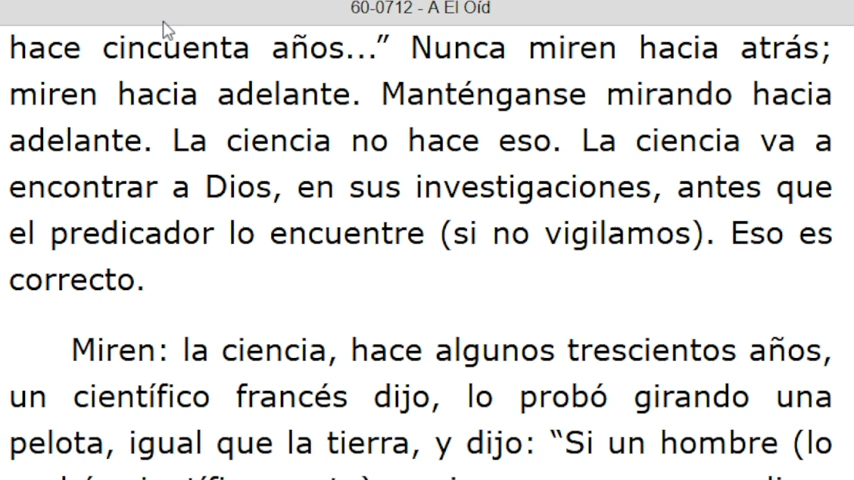 60-0712 - A El Oíd
hace cincuenta años...” Nunca miren hacia atrás;
miren hacia adelante. Manténganse mirando hacia
adelante. La ciencia no hace eso. La ciencia va a
encontrar a Dios, en sus investigaciones, antes que
el predicador lo encuentre (si no vigilamos). Eso es
correcto.
Miren: la ciencia, hace algunos trescientos años,
un científico francés dijo, lo probó girando una
pelota, igual que la tierra, y dijo: “Si un hombre (lo